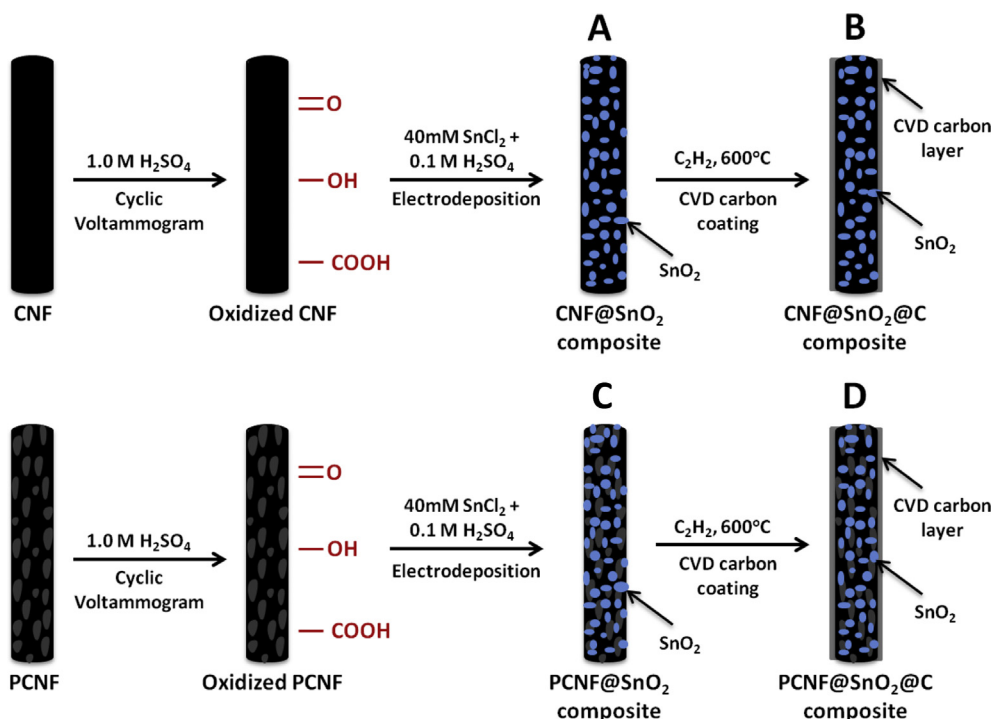 A
B
=O
–OH
–COOH
1.0 M H₂SO₄
Cyclic
Voltammogram
40mM SnCl₂ +
0.1 M H₂SO₄
Electrodeposition
C₂H₂, 600°C
CVD carbon
coating
CVD carbon
layer
SnO₂
SnO₂
CNF
Oxidized CNF
CNF@SnO₂
composite
CNF@SnO₂@C
composite
C
D
=O
–OH
–COOH
1.0 M H₂SO₄
Cyclic
Voltammogram
40mM SnCl₂ +
0.1 M H₂SO₄
Electrodeposition
C₂H₂, 600°C
CVD carbon
coating
CVD carbon
layer
SnO₂
SnO₂
PCNF
Oxidized PCNF
PCNF@SnO₂
composite
PCNF@SnO₂@C
composite